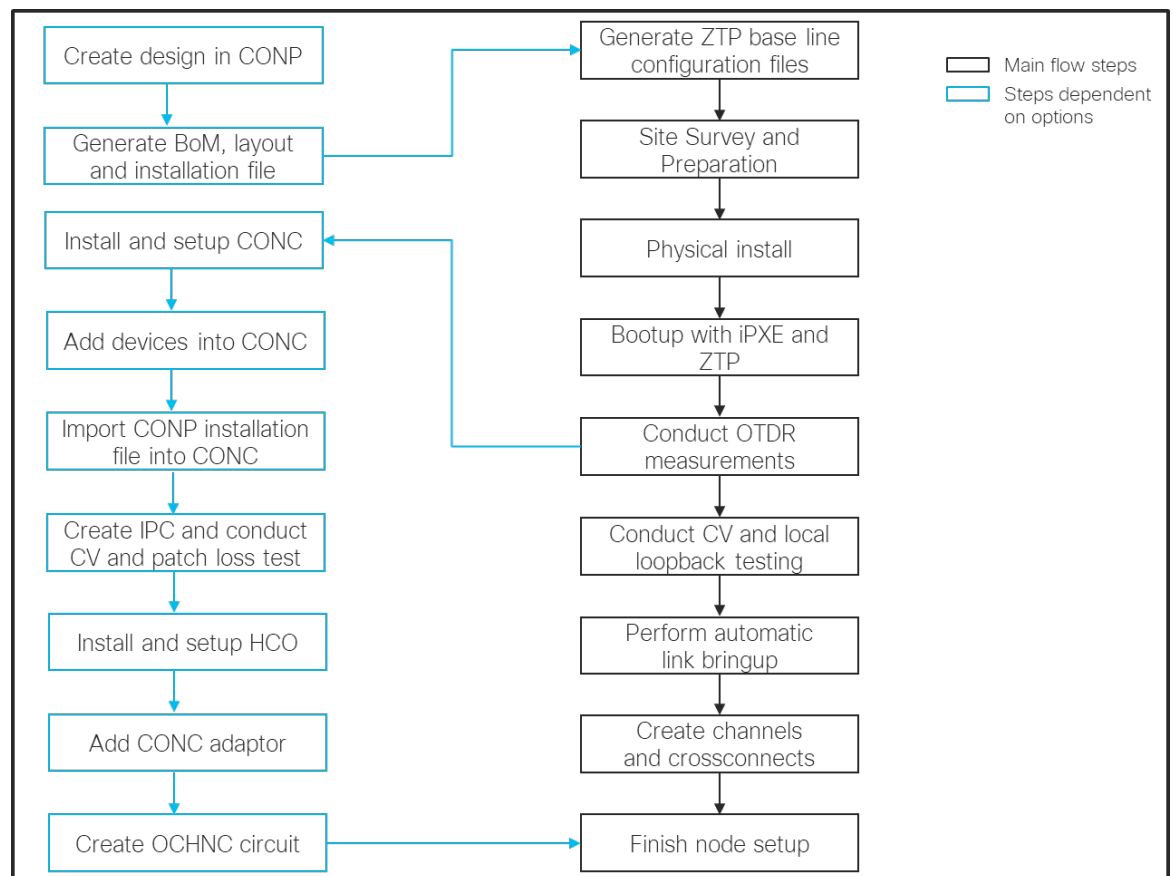 Create design in CONP
Generate BoM, layout
and installation file
Install and setup CONC
Add devices into CONC
Import CONP installation
file into CONC
Create IPC and conduct
CV and patch loss test
Install and setup HCO
Add CONC adaptor
Create OCHNC circuit
Generate ZTP base line
configuration files
Site Survey and
Preparation
Physical install
Bootup with iPXE and
ZTP
Conduct OTDR
measurements
Conduct CV and local
loopback testing
Perform automatic
link bringup
Create channels
and crossconnects
Finish node setup
Main flow steps
Steps dependent
on options